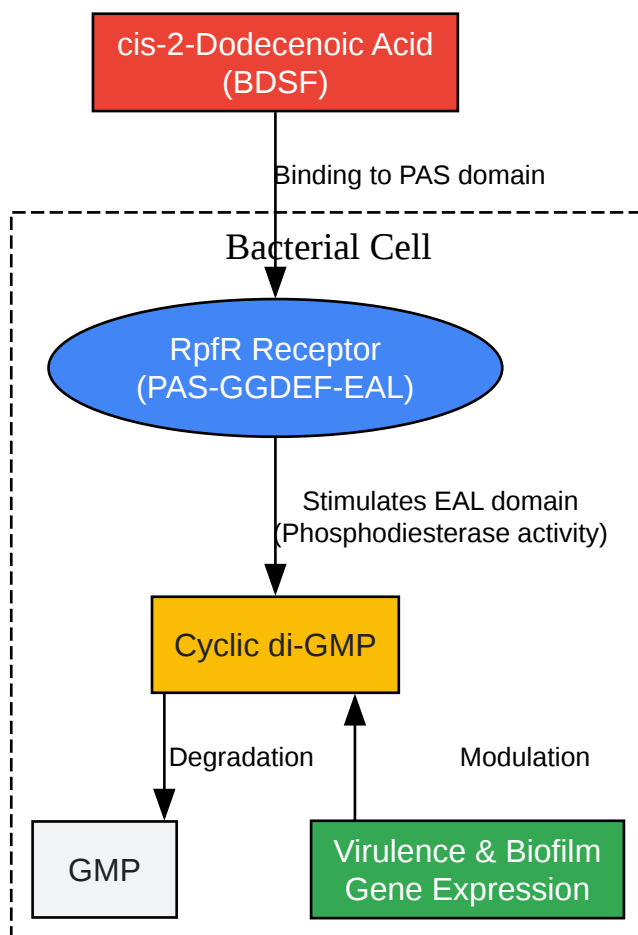 cis-2-Dodecenoic Acid
(BDSF)
Binding to PAS domain
Bacterial Cell
RpfR Receptor
(PAS-GGDEF-EAL)
Stimulates EAL domain
(Phosphodiesterase activity)
Cyclic di-GMP
Degradation
Modulation
GMP
Virulence & Biofilm
Gene Expression